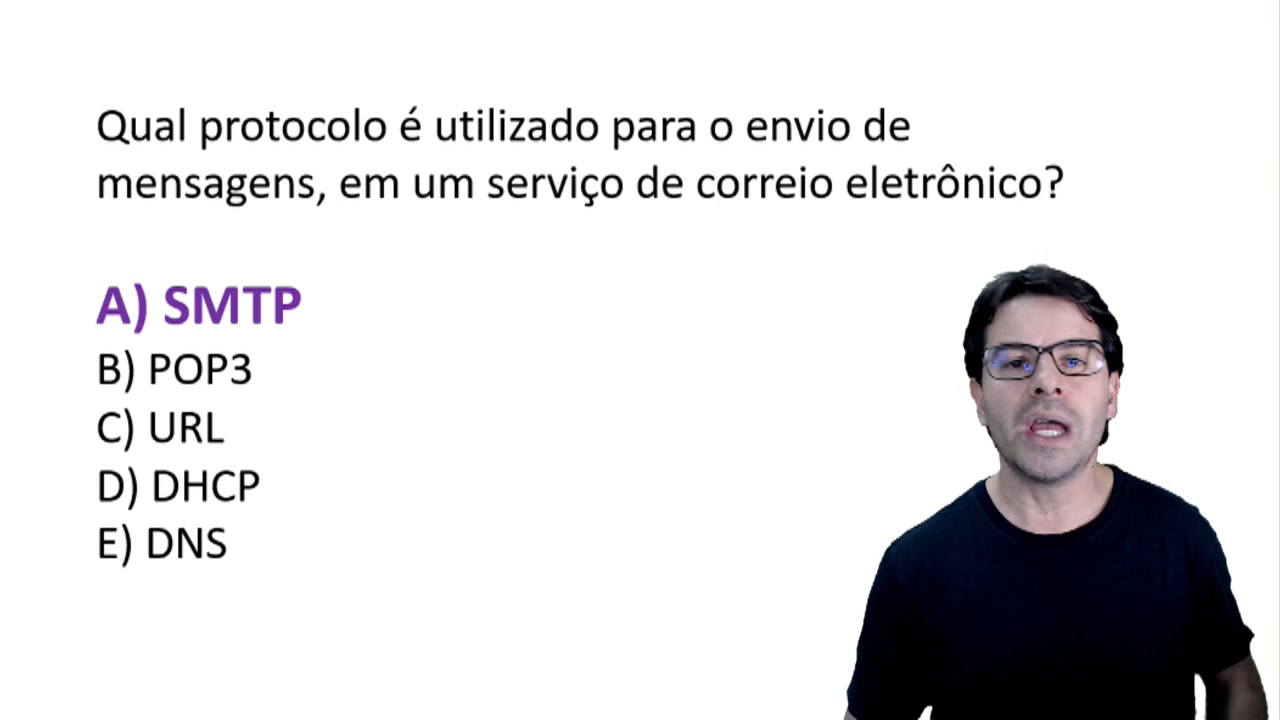 Qual protocolo é utilizado para o envio de
mensagens, em um serviço de correio eletrônico?
A) SMTP
B) POP3
C) URL
D) DHCP
E) DNS